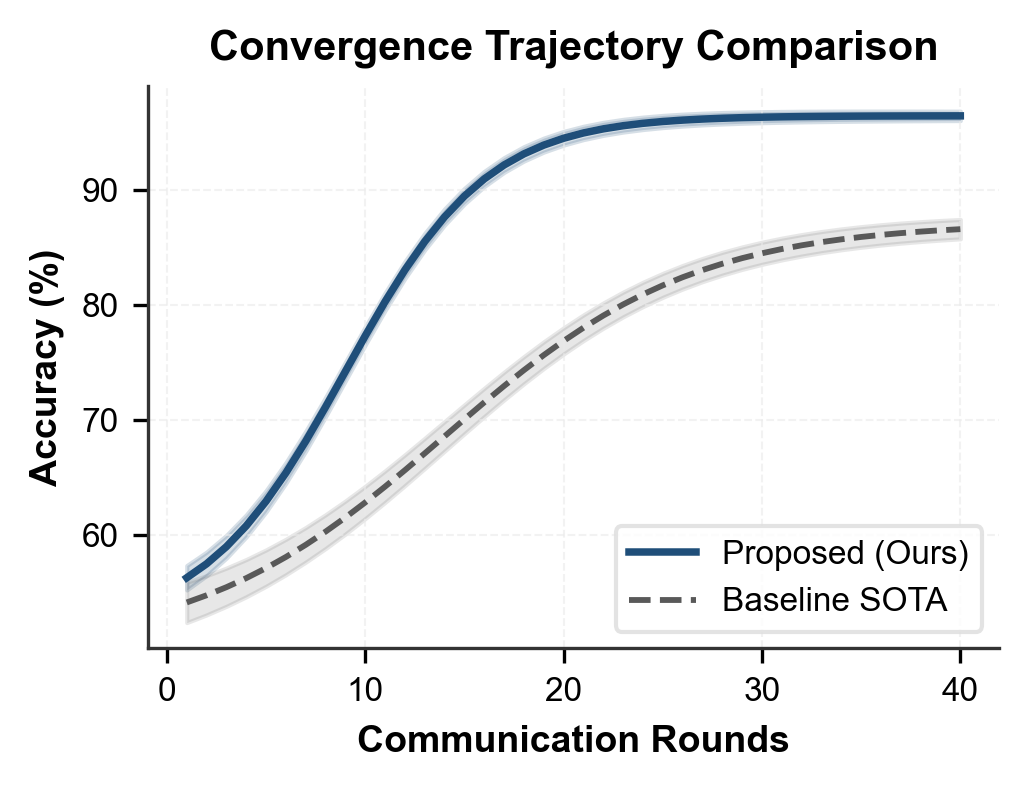 Convergence Trajectory Comparison
Accuracy (%)
90
80
70
60
Proposed (Ours)
Baseline SOTA
0 10 20 30 40
Communication Rounds